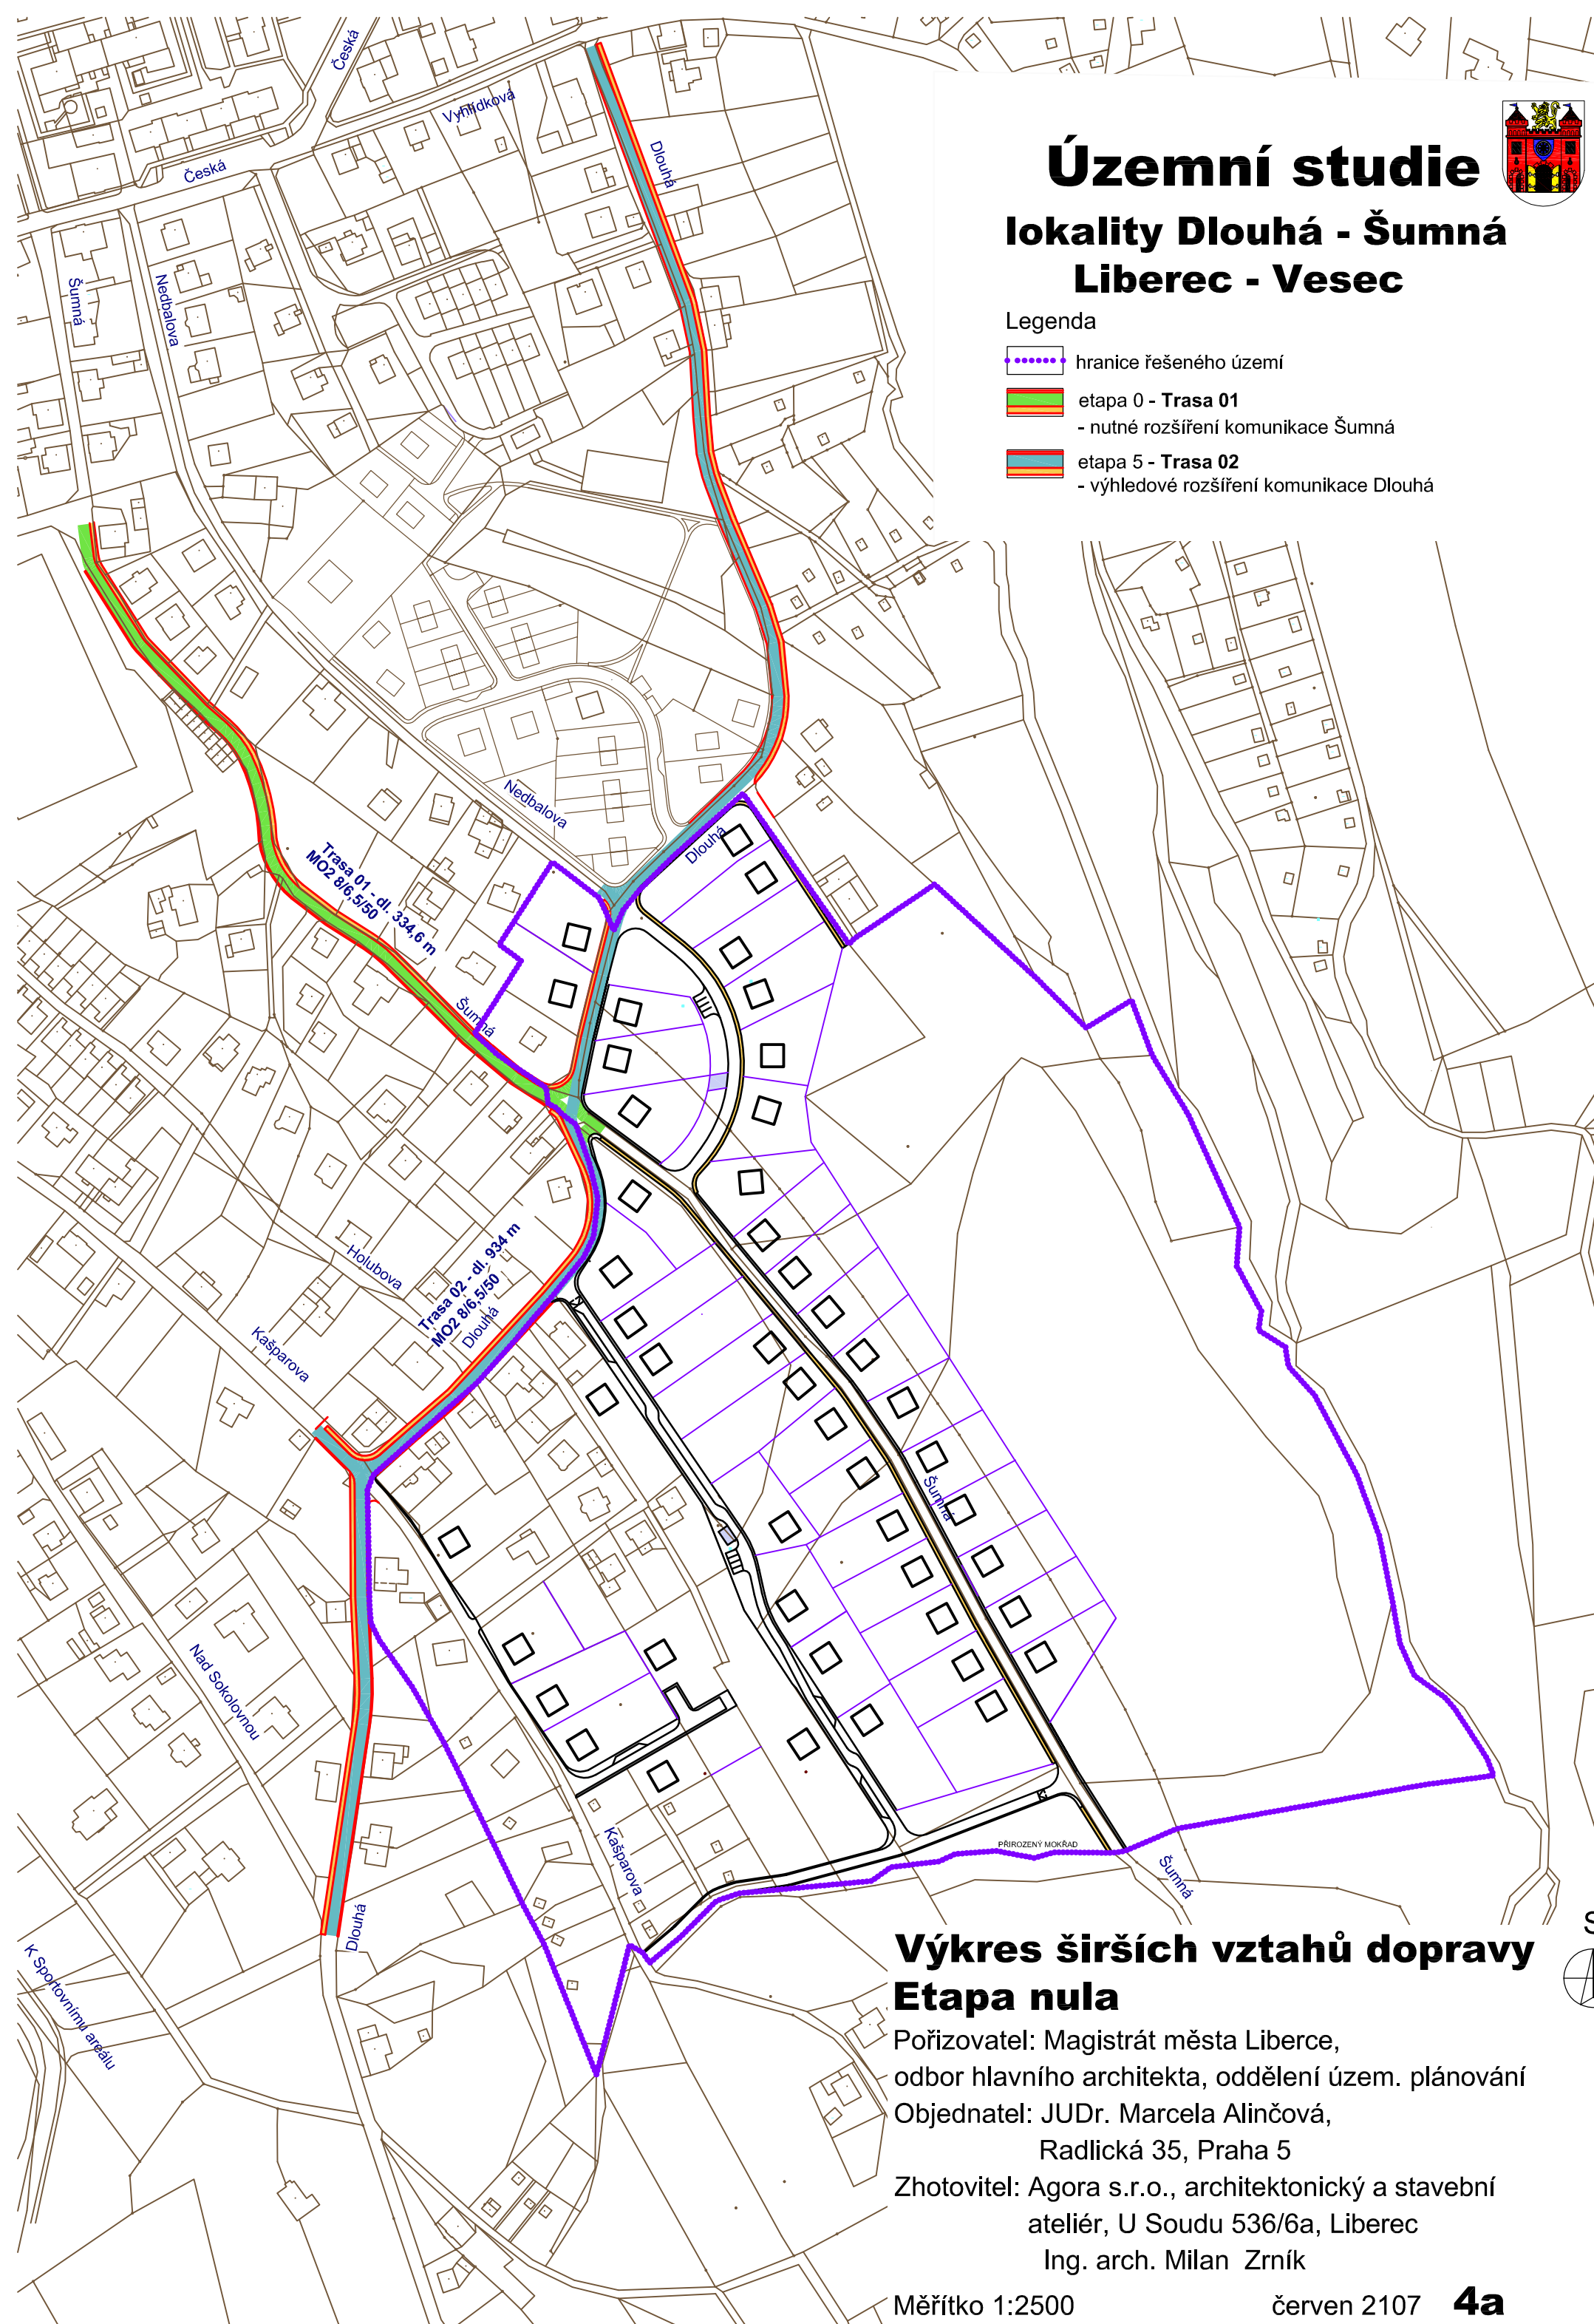 Česká
Vyhlídková
Česká
Dlouhá
Šumná
Nedbalova
Územní studie
lokality Dlouhá - Šumná
Liberec - Vesec
Legenda
hranice řešeného území
etapa 0 - Trasa 01
- nutné rozšíření komunikace Šumná
etapa 5 - Trasa 02
- výhledové rozšíření komunikace Dlouhá
Nedbalova
Dlouhá
Trasa 01 - dl. 334,6 m
MO2 8/6,5/50
Šumná
Holubova
Trasa 02 - dl. 934 m
MO2 8/6,5/50
Dlouhá
Kašparova
Šumná
Nad Sokolovnou
Kašparova
PŘIROZENÝ MOKŘAD
Šumná
Dlouhá
K Sportovnímu areálu
S
Výkres širších vztahů dopravy
Etapa nula
Pořizovatel: Magistrát města Liberce,
odbor hlavního architekta, oddělení územ. plánování
Objednatel: JUDr. Marcela Alinčová,
Radlická 35, Praha 5
Zhotovitel: Agora s.r.o., architektonický a stavební
ateliér, U Soudu 536/6a, Liberec
Ing. arch. Milan Zrník
Měřítko 1:2500 červen 2107 4a